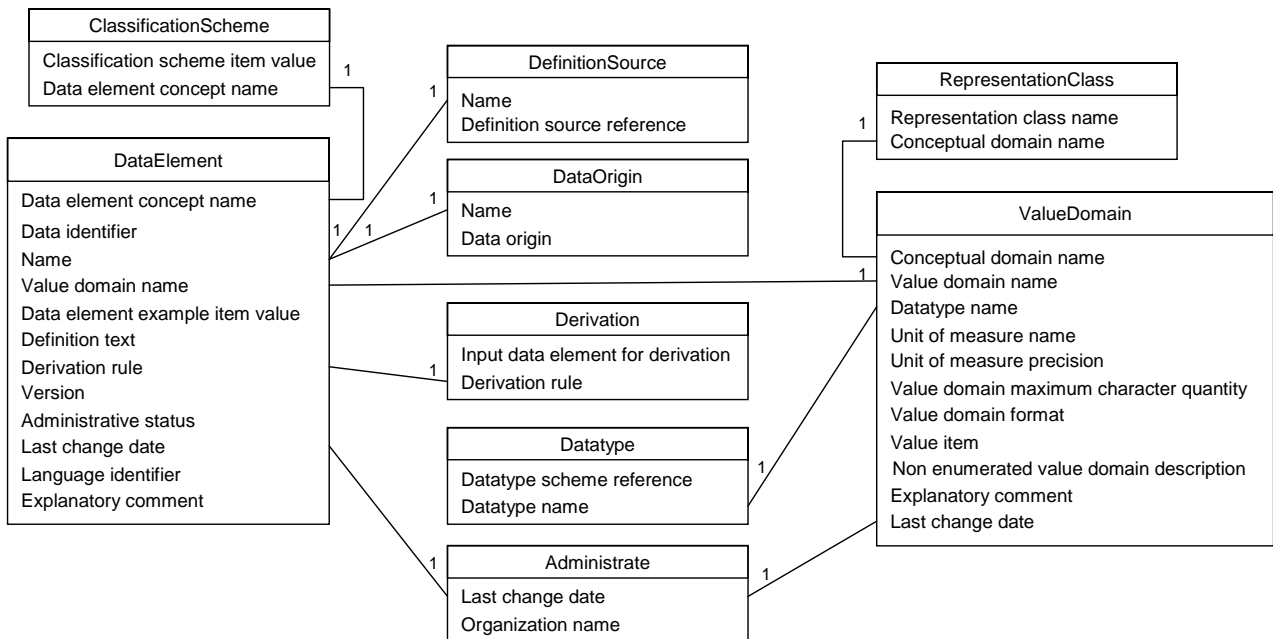 ClassificationScheme
Classification scheme item value
Data element concept name
1
DataElement
Data element concept name
Data identifier
Name
Value domain name
Data element example item value
Definition text
Derivation rule
Version
Administrative status
Last change date
Language identifier
Explanatory comment
1
1
DefinitionSource
Name
Definition source reference
1
DataOrigin
Name
Data origin
1
Derivation
Input data element for derivation
Derivation rule
1
Datatype
Datatype scheme reference
Datatype name
1
Administrate
Last change date
Organization name
1
1
RepresentationClass
Representation class name
Conceptual domain name
1
ValueDomain
Conceptual domain name
Value domain name
Datatype name
Unit of measure name
Unit of measure precision
Value domain maximum character quantity
Value domain format
Value item
Non enumerated value domain description
Explanatory comment
Last change date
1